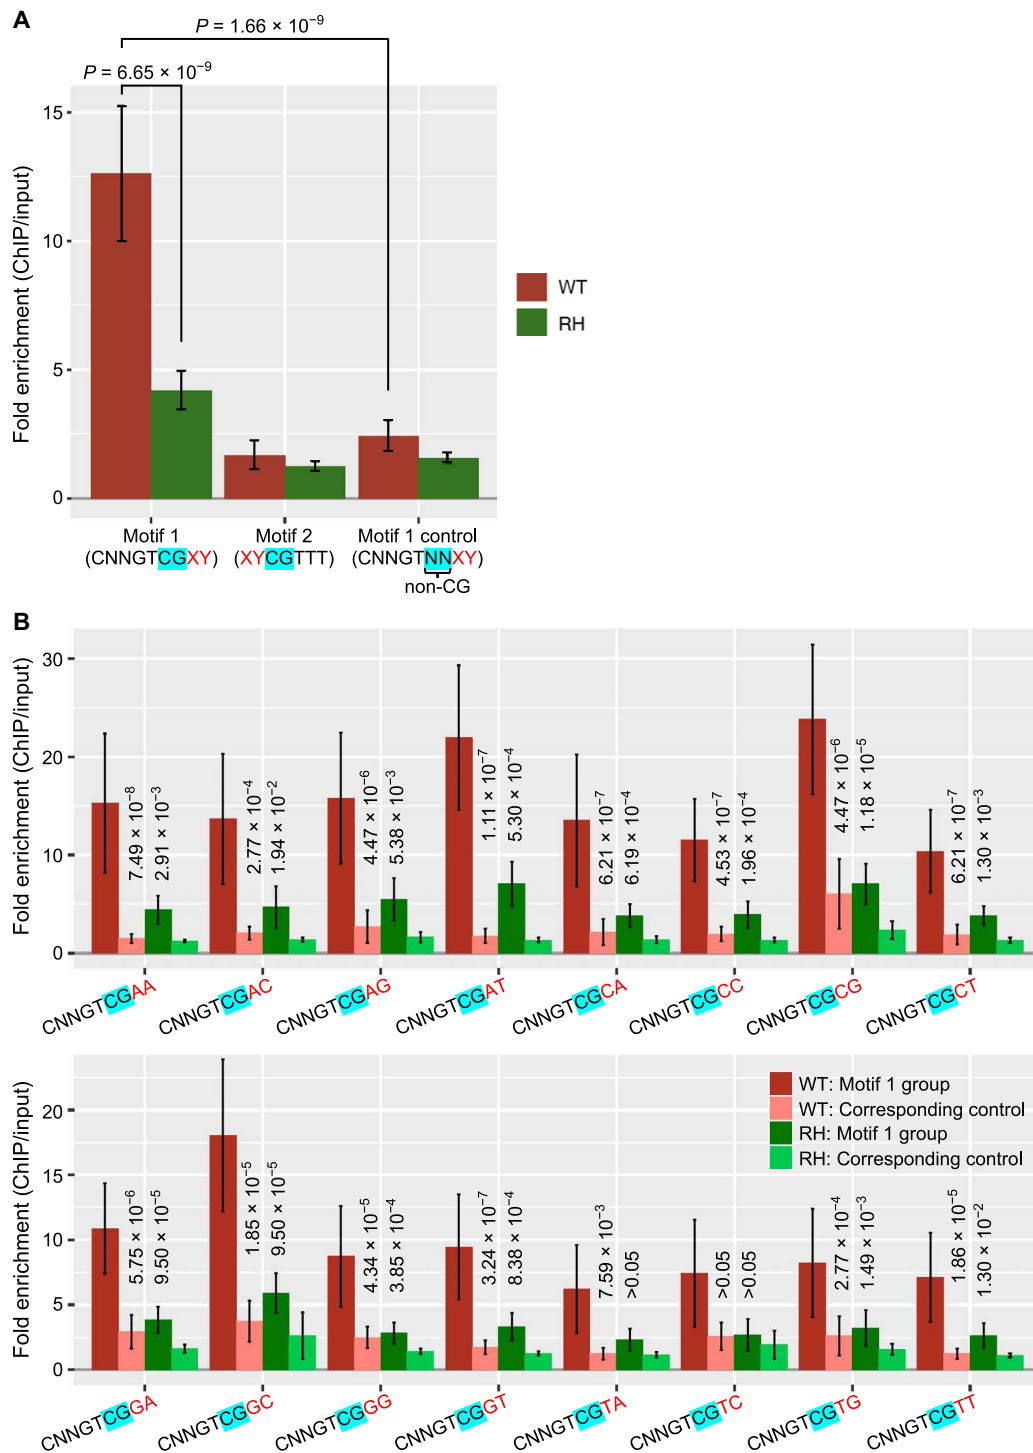 A
P = 1.66 × 10⁻⁹
P = 6.65 × 10⁻⁹
Fold enrichment (ChIP/input)
15
10
5
0
WT
RH
Motif 1
(CNNGTCGXY)
Motif 2
(XYCGTTT)
Motif 1 control
(CNNGTNNXY)
non-CG
B
Fold enrichment (ChIP/input)
30
20
10
0
7.49 × 10⁻⁸
2.91 × 10⁻³
2.77 × 10⁻⁴
1.94 × 10⁻²
4.47 × 10⁻⁶
5.38 × 10⁻³
1.11 × 10⁻⁷
5.30 × 10⁻⁴
6.21 × 10⁻⁷
6.19 × 10⁻⁴
4.53 × 10⁻⁷
1.96 × 10⁻⁴
4.47 × 10⁻⁶
1.18 × 10⁻⁵
6.21 × 10⁻⁷
1.30 × 10⁻³
CNNGTCGAA
CNNGTCGAC
CNNGTCGAG
CNNGTCGAT
CNNGTCGCA
CNNGTCGCC
CNNGTCGCG
CNNGTCGCT
Fold enrichment (ChIP/input)
20
15
10
5
0
WT: Motif 1 group
WT: Corresponding control
RH: Motif 1 group
RH: Corresponding control
5.75 × 10⁻⁶
9.50 × 10⁻⁵
1.85 × 10⁻⁵
9.50 × 10⁻⁵
4.34 × 10⁻⁵
3.85 × 10⁻⁴
3.24 × 10⁻⁷
8.38 × 10⁻⁴
7.59 × 10⁻³
>0.05
>0.05
>0.05
2.77 × 10⁻⁴
1.49 × 10⁻³
1.86 × 10⁻⁵
1.30 × 10⁻²
CNNGTCGGA
CNNGTCGGC
CNNGTCGGG
CNNGTCGGT
CNNGTCGTA
CNNGTCGTC
CNNGTCGTG
CNNGTCGTT